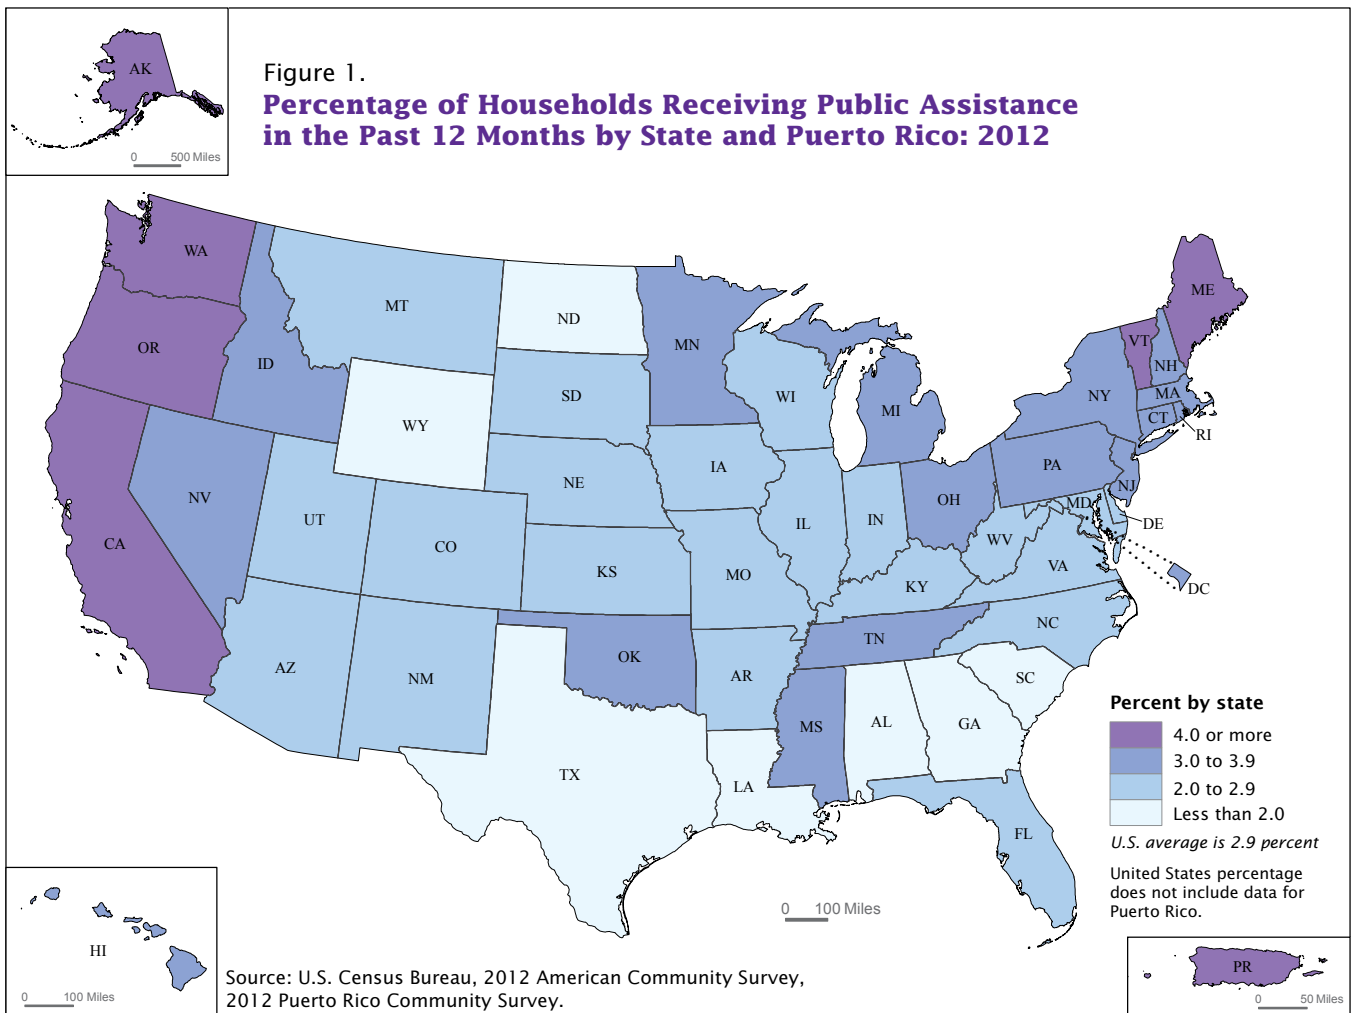 AK
0 500 Miles
Figure 1.
Percentage of Households Receiving Public Assistance
in the Past 12 Months by State and Puerto Rico: 2012
WA
MT
ND
MN
ME
VT
NH
OR
ID
SD
WI
MI
NY
MA
CT
RI
WY
IA
PA
NJ
NV
NE
OH
MD
DE
UT
CO
IL
IN
WV
CA
KS
MO
KY
VA
DC
NC
TN
AZ
NM
OK
AR
SC
MS
AL
GA
TX
LA
FL
Percent by state
4.0 or more
3.0 to 3.9
2.0 to 2.9
Less than 2.0
U.S. average is 2.9 percent
United States percentage
does not include data for
Puerto Rico.
0 100 Miles
HI
0 100 Miles
Source: U.S. Census Bureau, 2012 American Community Survey,
2012 Puerto Rico Community Survey.
PR
0 50 Miles